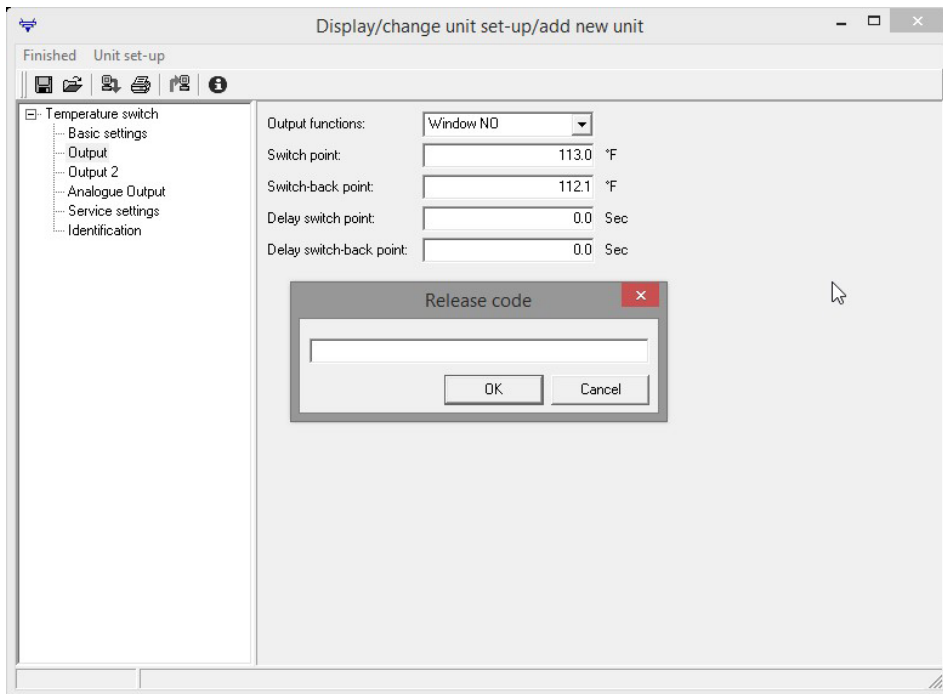 Display/change unit set-up/add new unit
Finished Unit set-up
Temperature switch
Basic settings
Output
Output 2
Analogue Output
Service settings
Identification
Output functions: Window NO
Switch point: 113.0 °F
Switch-back point: 112.1 °F
Delay switch point: 0.0 Sec
Delay switch-back point: 0.0 Sec
Release code
OK Cancel